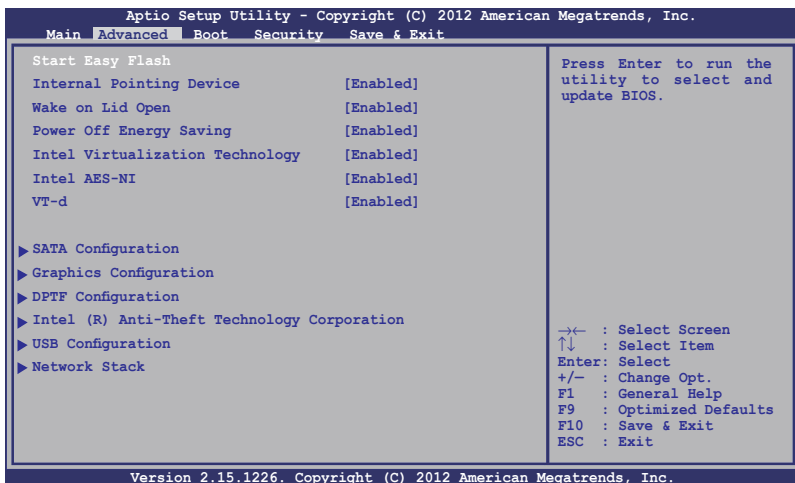 Aptio Setup Utility - Copyright (C) 2012 American Megatrends, Inc.
Main Advanced Boot Security Save & Exit
Start Easy Flash
Internal Pointing Device [Enabled]
Wake on Lid Open [Enabled]
Power Off Energy Saving [Enabled]
Intel Virtualization Technology [Enabled]
Intel AES-NI [Enabled]
VT-d [Enabled]
SATA Configuration
Graphics Configuration
DPTF Configuration
Intel (R) Anti-Theft Technology Corporation
USB Configuration
Network Stack
Press Enter to run the
utility to select and
update BIOS.
→← : Select Screen
↑↓ : Select Item
Enter: Select
+/— : Change Opt.
F1 : General Help
F9 : Optimized Defaults
F10 : Save & Exit
ESC : Exit
Version 2.15.1226. Copyright (C) 2012 American Megatrends, Inc.